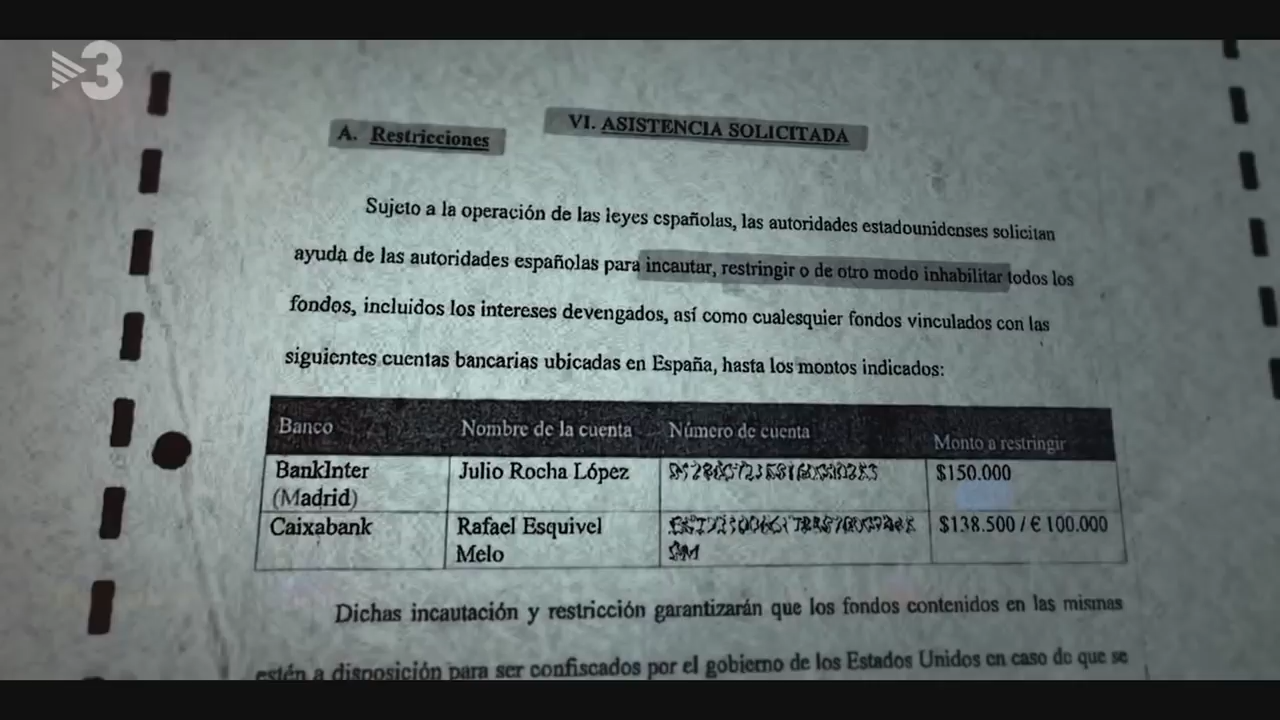 3
VI. ASISTENCIA SOLICITADA
A. Restricciones
Sujeto a la operación de las leyes españolas, las autoridades estadounidenses solicitan
ayuda de las autoridades españolas para incautar, restringir o de otro modo inhabilitar todos los
fondos, incluidos los intereses devengados, así como cualesquier fondos vinculados con las
siguientes cuentas bancarias ubicadas en España, hasta los montos indicados:
Banco Nombre de la cuenta Número de cuenta Monto a restringir
BankInter Julio Rocha López $150.000
(Madrid)
Caixabank Rafael Esquivel $138.500 / € 100.000
Melo
Dichas incautación y restricción garantizarán que los fondos contenidos en las mismas
estén a disposición para ser confiscados por el gobierno de los Estados Unidos en caso de que se